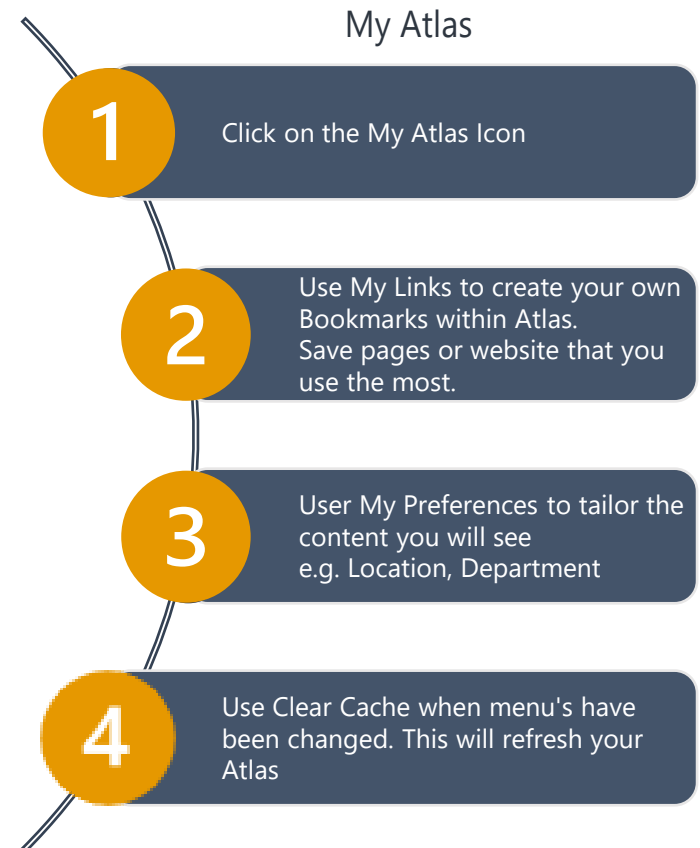 My Atlas
1
Click on the My Atlas Icon
2
Use My Links to create your own
Bookmarks within Atlas.
Save pages or website that you
use the most.
3
User My Preferences to tailor the
content you will see
e.g. Location, Department
4
Use Clear Cache when menu's have
been changed. This will refresh your
Atlas